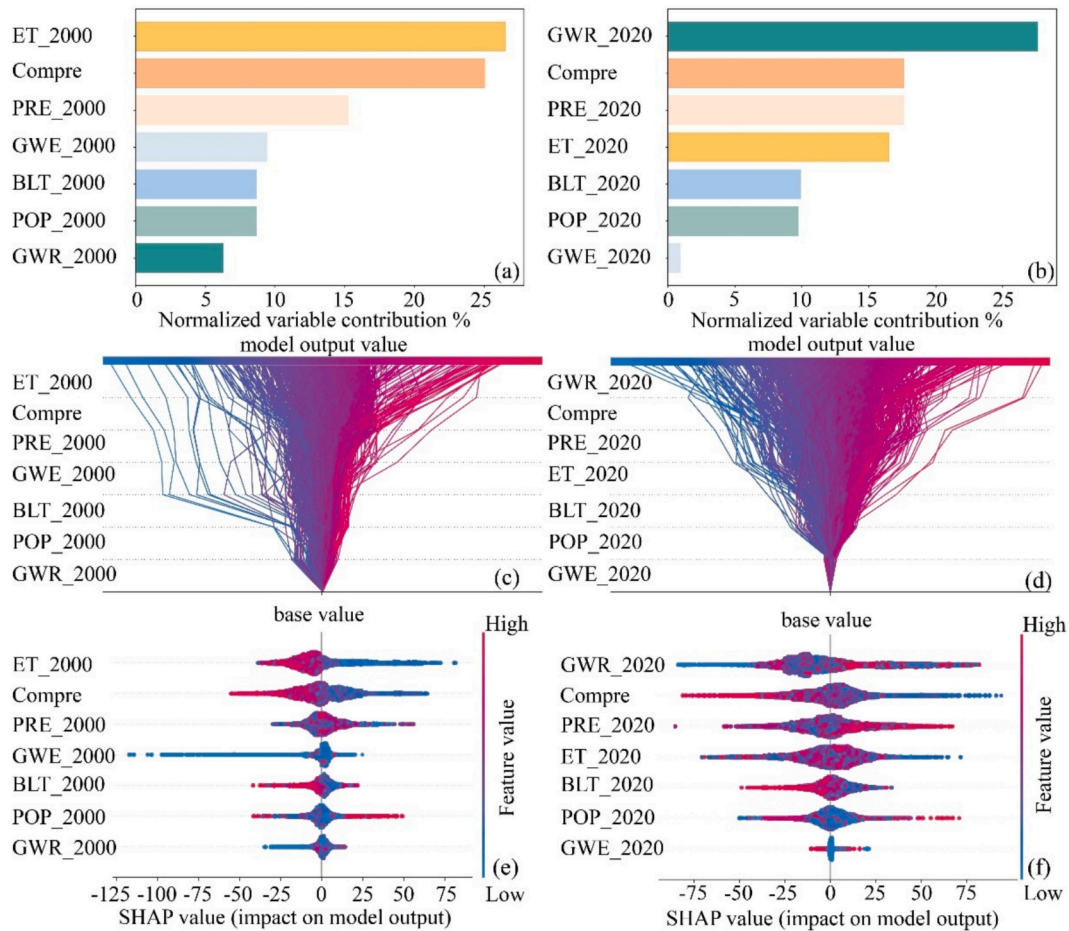 ET_2000
Compre
PRE_2000
GWE_2000
BLT_2000
POP_2000
GWR_2000
(a)
0 5 10 15 20 25
Normalized variable contribution %
GWR_2020
Compre
PRE_2020
ET_2020
BLT_2020
POP_2020
GWE_2020
(b)
0 5 10 15 20 25
Normalized variable contribution %
model output value
ET_2000
Compre
PRE_2000
GWE_2000
BLT_2000
POP_2000
GWR_2000
(c)
model output value
GWR_2020
Compre
PRE_2020
ET_2020
BLT_2020
POP_2020
GWE_2020
(d)
base value
High
ET_2000
Compre
PRE_2000
GWE_2000
BLT_2000
POP_2000
GWR_2000
Feature value
(e)
Low
-125 -100 -75 -50 -25 0 25 50 75
SHAP value (impact on model output)
base value
High
GWR_2020
Compre
PRE_2020
ET_2020
BLT_2020
POP_2020
GWE_2020
Feature value
(f)
Low
-75 -50 -25 0 25 50 75
SHAP value (impact on model output)